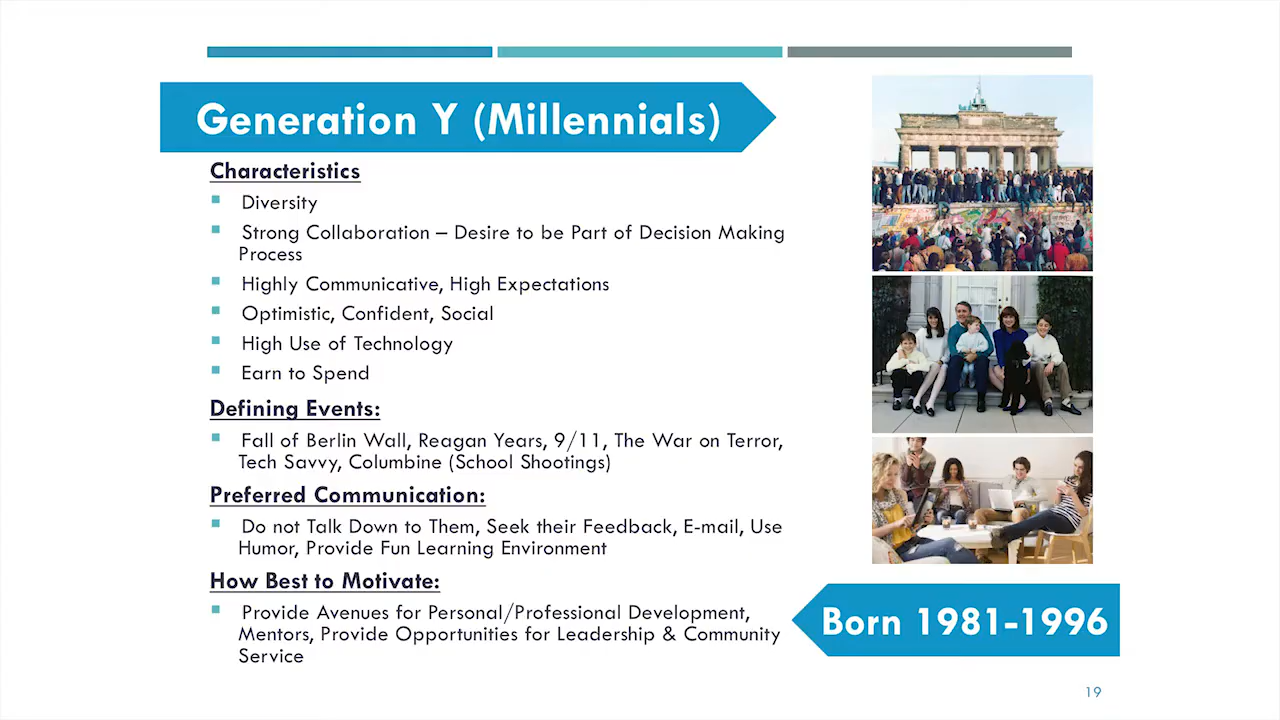 Generation Y (Millennials)
Characteristics
Diversity
Strong Collaboration – Desire to be Part of Decision Making
Process
Highly Communicative, High Expectations
Optimistic, Confident, Social
High Use of Technology
Earn to Spend
Defining Events:
Fall of Berlin Wall, Reagan Years, 9/11, The War on Terror,
Tech Savvy, Columbine (School Shootings)
Preferred Communication:
Do not Talk Down to Them, Seek their Feedback, E-mail, Use
Humor, Provide Fun Learning Environment
How Best to Motivate:
Provide Avenues for Personal/Professional Development,
Mentors, Provide Opportunities for Leadership & Community
Service
Born 1981-1996
19